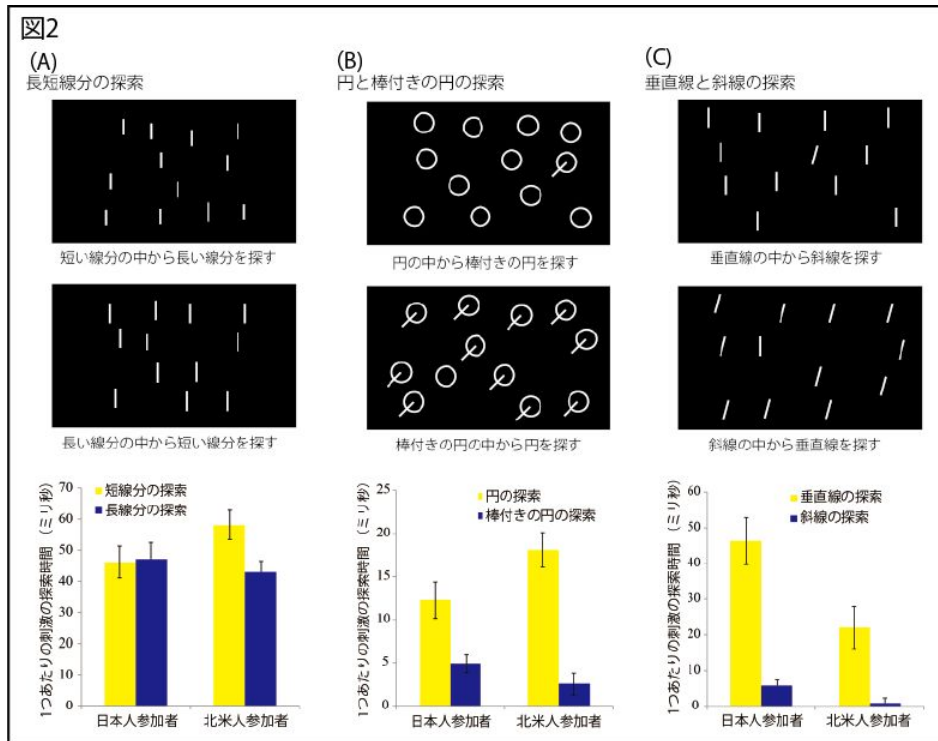 図2
(A)
長短線分の探索
短い線分の中から長い線分を探す
長い線分の中から短い線分を探す
1つあたりの刺激の探索時間（ミリ秒）
70
60
50
40
30
20
10
0
短線分の探索
長線分の探索
日本人参加者 北米人参加者
(B)
円と棒付きの円の探索
円の中から棒付きの円を探す
棒付きの円の中から円を探す
1つあたりの刺激の探索時間（ミリ秒）
25
20
15
10
5
0
円の探索
棒付きの円の探索
日本人参加者 北米人参加者
(C)
垂直線と斜線の探索
垂直線の中から斜線を探す
斜線の中から垂直線を探す
1つあたりの刺激の探索時間（ミリ秒）
60
50
40
30
20
10
0
垂直線の探索
斜線の探索
日本人参加者 北米人参加者